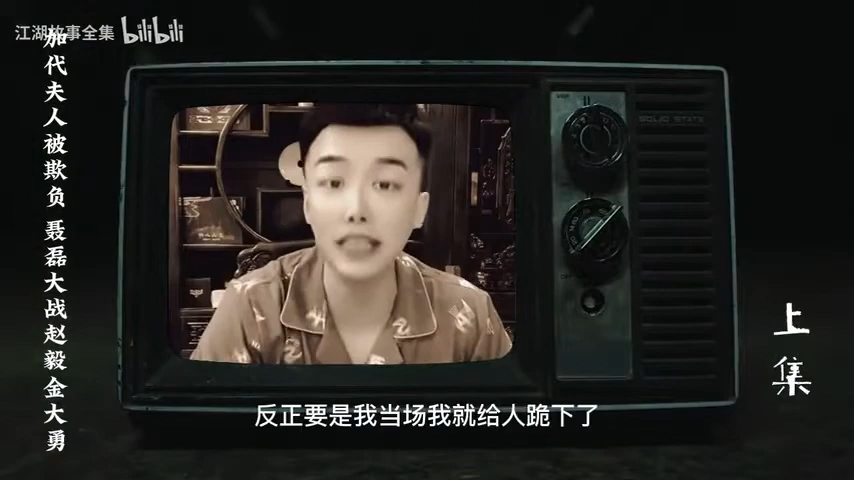 江湖故事全集 bilibili
加代夫人被欺负 聂磊大战赵毅金大勇
SOLID STATE
OFF
上集
反正要是我当场我就给人跪下了